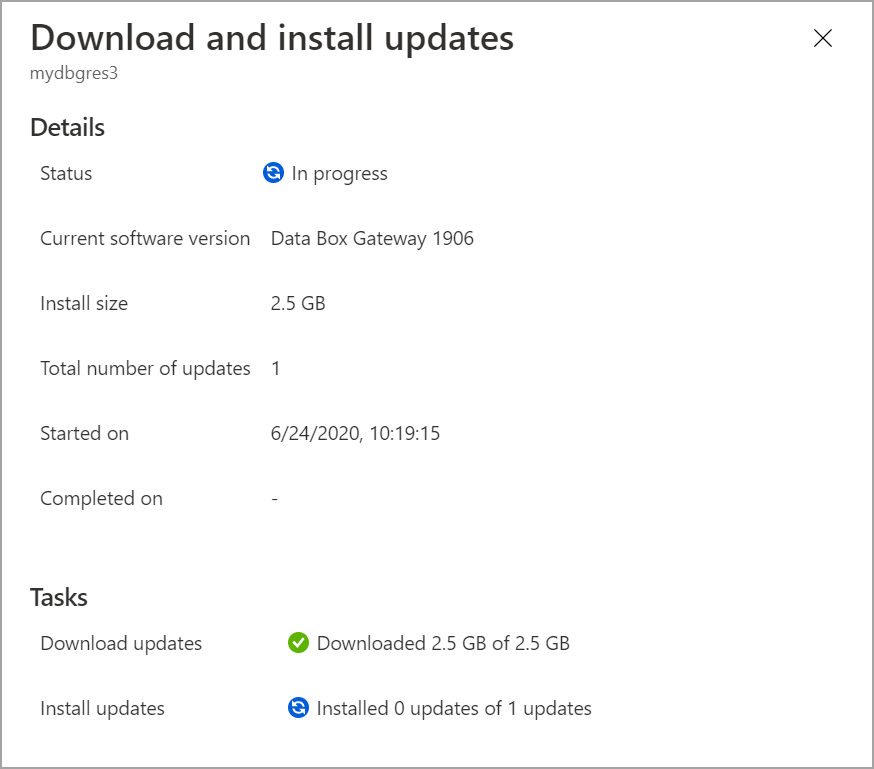 Download and install updates
mydbgres3
Details
Status In progress
Current software version Data Box Gateway 1906
Install size 2.5 GB
Total number of updates 1
Started on 6/24/2020, 10:19:15
Completed on -
Tasks
Download updates Downloaded 2.5 GB of 2.5 GB
Install updates Installed 0 updates of 1 updates